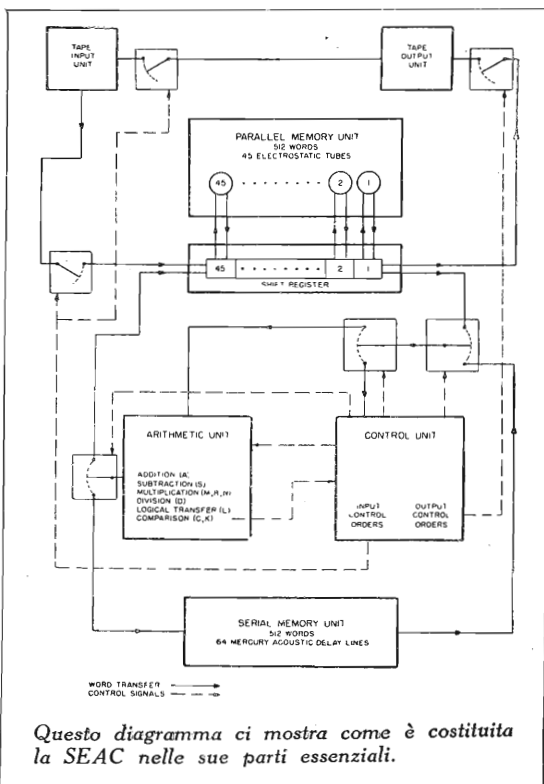 TAPE
INPUT
UNIT
TAPE
OUTPUT
UNIT
PARALLEL MEMORY UNIT
512 WORDS
45 ELECTROSTATIC TUBES
45 2 1
45 2 1
SHIFT REGISTER
ARITHMETIC UNIT
ADDITION (A)
SUBTRACTION (S)
MULTIPLICATION (M,R,N)
DIVISION (D)
LOGICAL TRANSFER (L)
COMPARISON (C,K)
CONTROL UNIT
INPUT
CONTROL
ORDERS
OUTPUT
CONTROL
ORDERS
SERIAL MEMORY UNIT
512 WORDS
64 MERCURY ACOUSTIC DELAY LINES
WORD TRANSFER
CONTROL SIGNALS
Questo diagramma ci mostra come è costituita
la SEAC nelle sue parti essenziali.